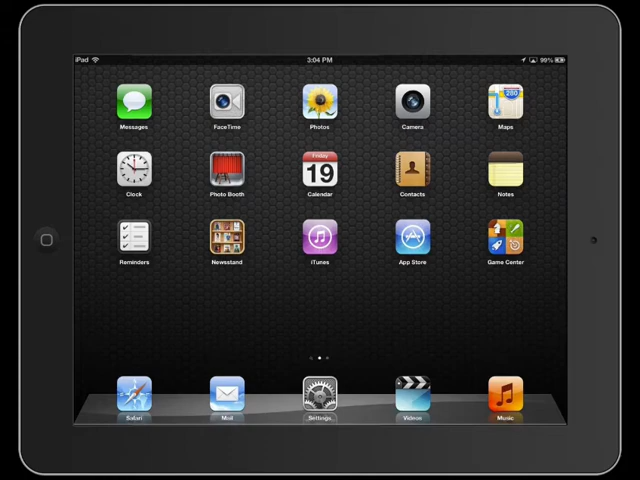 iPad 3:04 PM 99%
Messages FaceTime Photos Camera Maps
280
Friday
19
Clock Photo Booth Calendar Contacts Notes
Reminders Newsstand iTunes App Store Game Center
Safari Mail Settings Videos Music